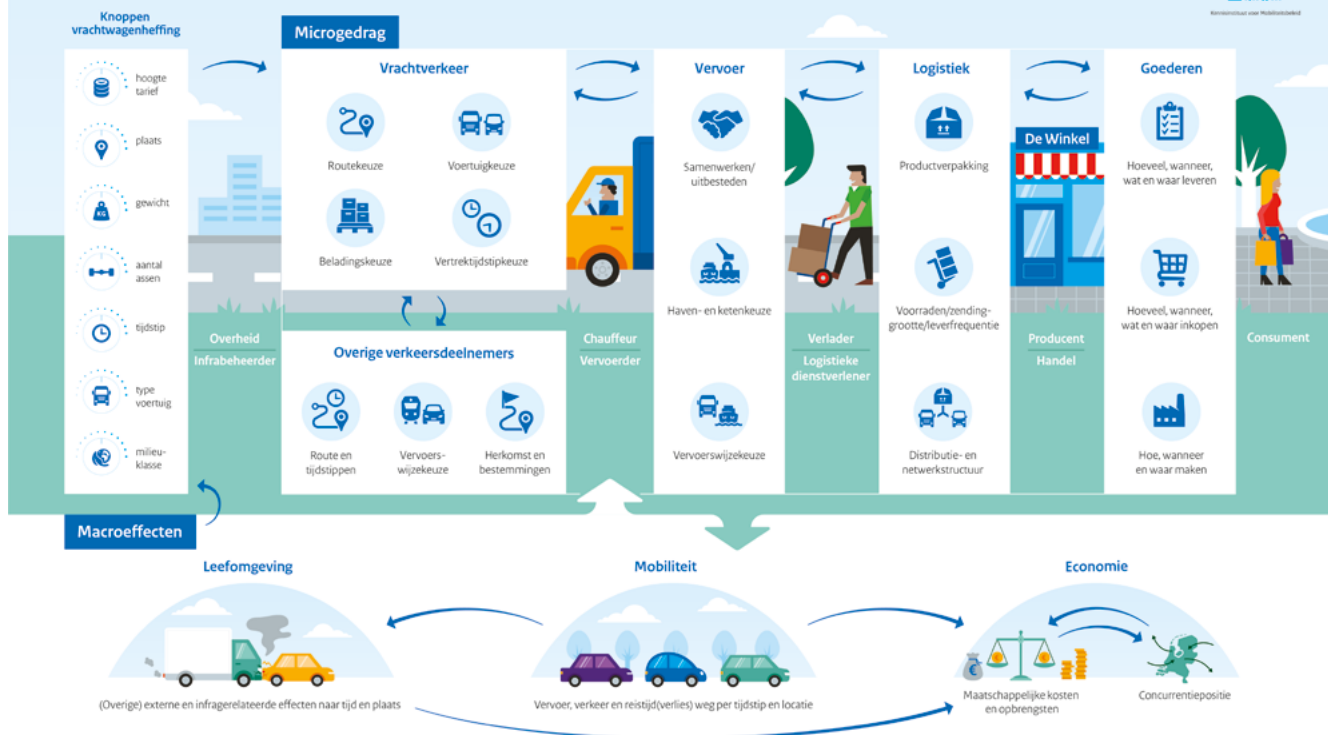 Kennisinstituut voor Mobiliteitsbeleid
Knoppen
vrachtwagenheffing
hoogte
tarief
plaats
gewicht
KG
aantal
assen
tijdstip
type
voertuig
milieu-
klasse
Overheid
Infrabeheerder
Microgedrag
Vrachtverkeer
Routekeuze
Voertuigkeuze
Beladingskeuze
Vertrektijdstipkeuze
Overige verkeersdeelnemers
Route en
tijdstippen
Vervoers-
wijzekeuze
Herkomst en
bestemmingen
Chauffeur
Vervoerder
Vervoer
Samenwerken/
uitbesteden
Haven- en ketenkeuze
Vervoerswijzekeuze
Verlader
Logistieke
dienstverlener
Logistiek
Productverpakking
Voorraden/zending-
grootte/leverfrequentie
Distributie- en
netwerkstructuur
De Winkel
Producent
Handel
Goederen
Hoeveel, wanneer,
wat en waar leveren
Hoeveel, wanneer,
wat en waar inkopen
Hoe, wanneer
en waar maken
Consument
Macroeffecten
Leefomgeving
(Overige) externe en infragerelateerde effecten naar tijd en plaats
Mobiliteit
Vervoer, verkeer en reistijd(verlies) weg per tijdstip en locatie
Economie
€
€
€
Maatschappelijke kosten
en opbrengsten
Concurrentiepositie